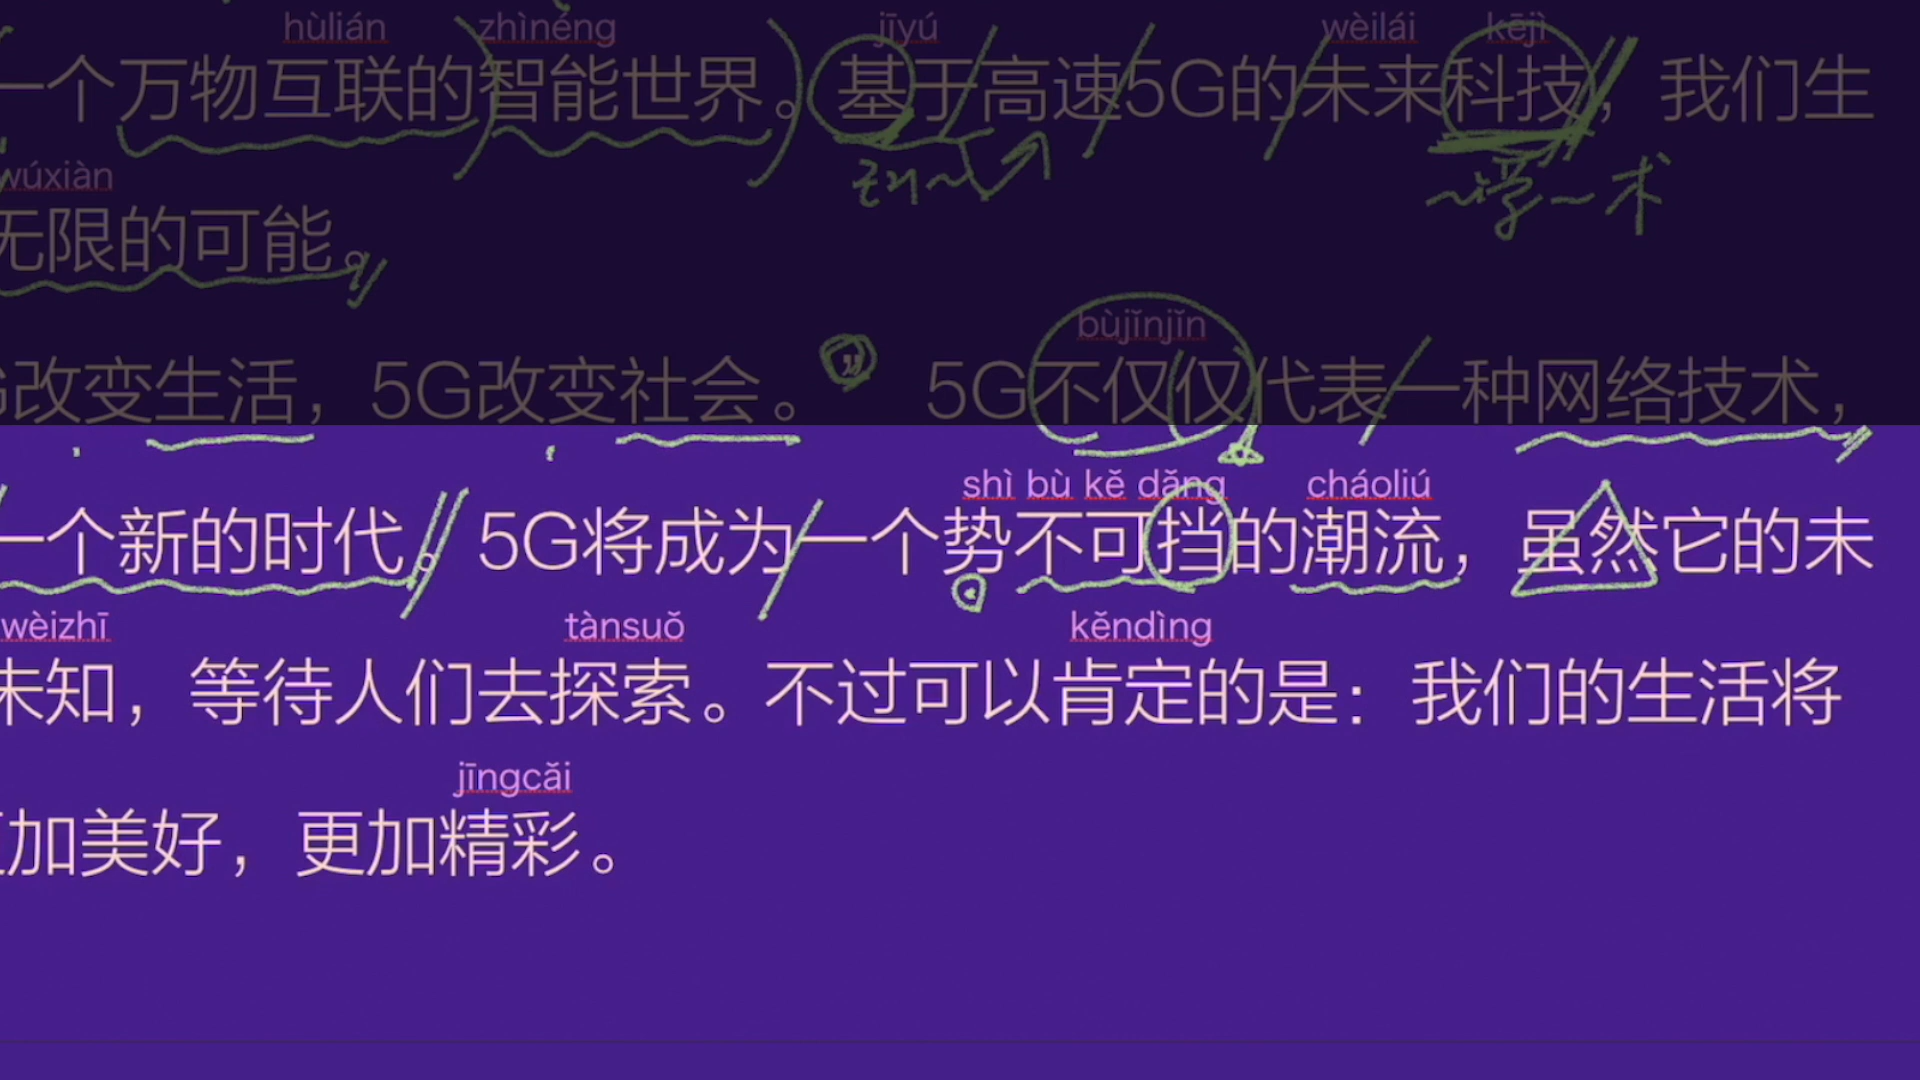 hùlián zhìnéng jīyú wèilái kējì
一个万物互联的智能世界。基于高速5G的未来科技，我们生
wúxiàn
无限的可能。
bùjǐnjǐn
G改变生活，5G改变社会。 5G不仅仅代表一种网络技术，
shì bù kě dǎng cháoliú
一个新的时代。5G将成为一个势不可挡的潮流，虽然它的未
wèizhī tànsuǒ kěndìng
未知，等待人们去探索。不过可以肯定的是：我们的生活将
jīngcǎi
更加美好，更加精彩。